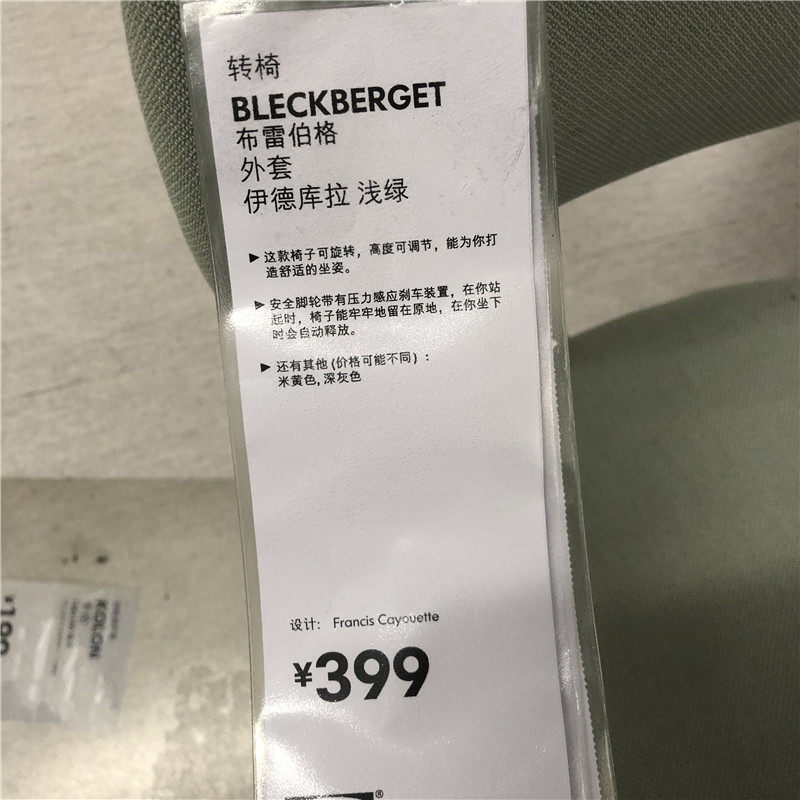 转椅
BLECKBERGET
布雷伯格
外套
伊德库拉 浅绿
▶ 这款椅子可旋转，高度可调节，能为你打
造舒适的坐姿。
▶ 安全脚轮带有压力感应刹车装置，在你站
起时，椅子能牢牢地留在原地，在你坐下
时会自动释放。
▶ 还有其他 (价格可能不同)：
米黄色, 深灰色
设计： Francis Cayouette
¥399
®
KOLON